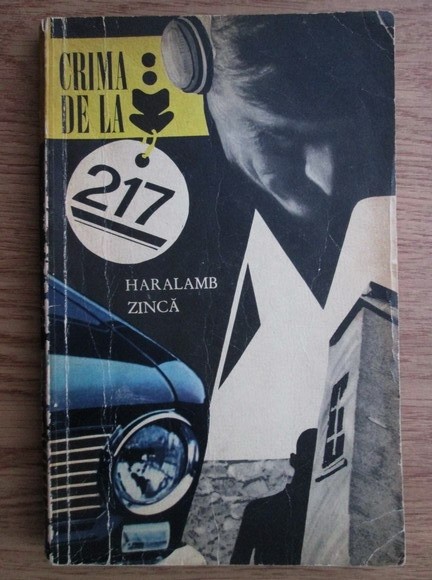 CRIMA
DE LA
217
HARALAMB
ZINCĂ